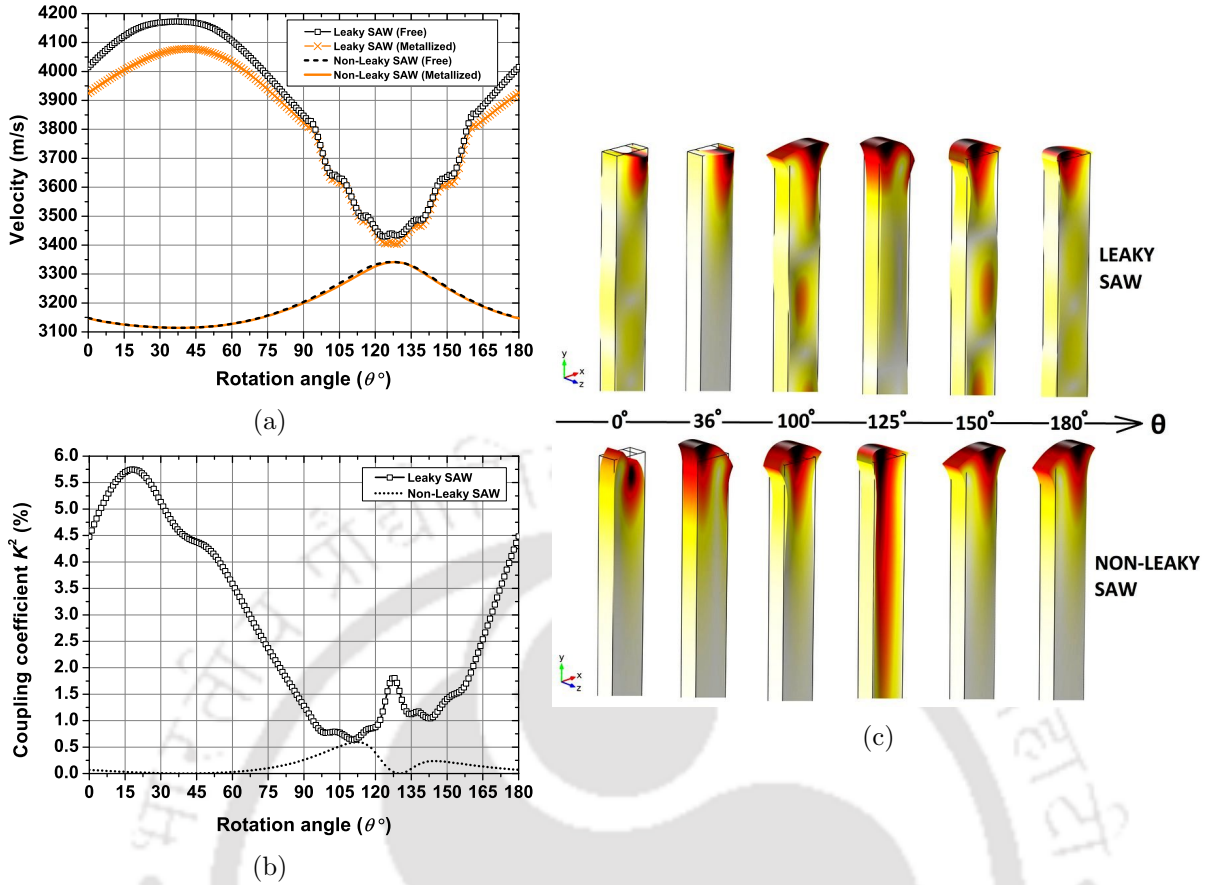 4200
4100
4000
3900
3800
3700
3600
3500
3400
3300
3200
3100
Velocity (m/s)
Leaky SAW (Free)
Leaky SAW (Metallized)
Non-Leaky SAW (Free)
Non-Leaky SAW (Metallized)
0 15 30 45 60 75 90 105 120 135 150 165 180
Rotation angle (θ°)
(a)
6.0
5.5
5.0
4.5
4.0
3.5
3.0
2.5
2.0
1.5
1.0
0.5
0.0
Coupling coefficient K² (%)
Leaky SAW
Non-Leaky SAW
0 15 30 45 60 75 90 105 120 135 150 165 180
Rotation angle (θ°)
(b)
LEAKY
SAW
y
x
z
0° 36° 100° 125° 150° 180° θ
NON-LEAKY
SAW
y
x
z
(c)